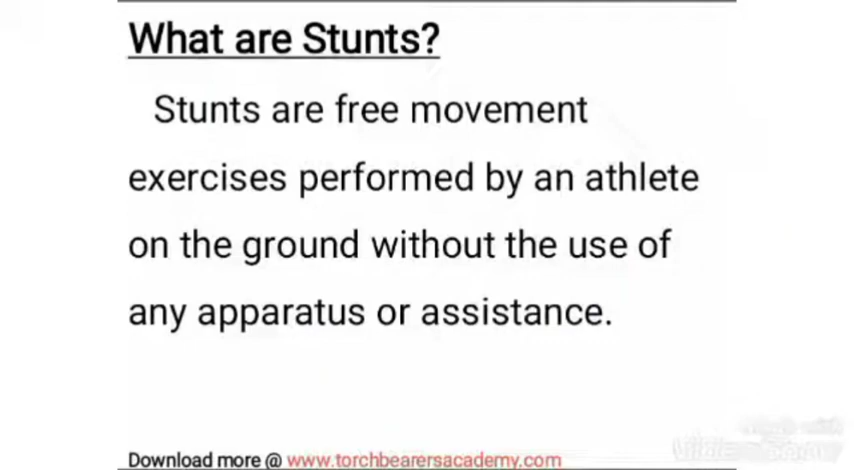 What are Stunts?
Stunts are free movement
exercises performed by an athlete
on the ground without the use of
any apparatus or assistance.
Download more @ www.torchbearersacademy.com